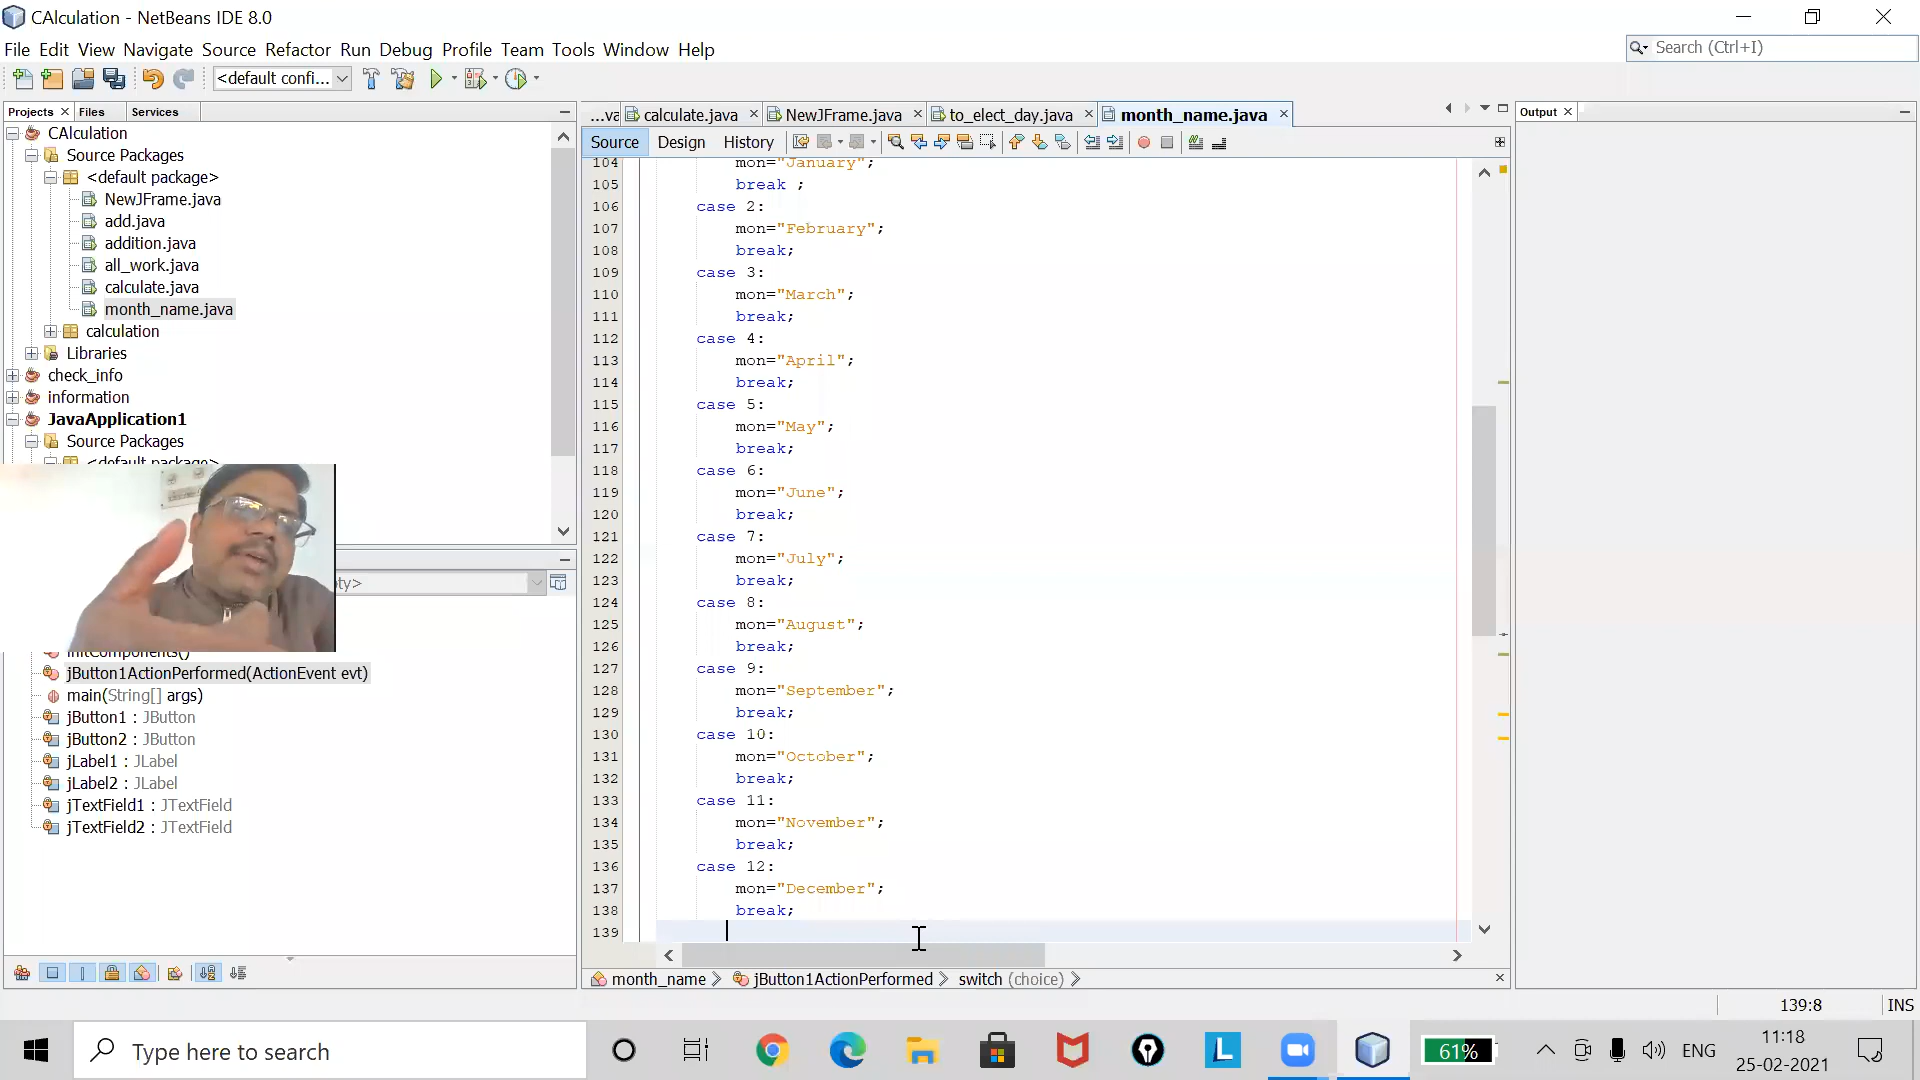 CAlculation - NetBeans IDE 8.0
File Edit View Navigate Source Refactor Run Debug Profile Team Tools Window Help
Search (Ctrl+I)
<default confi...
Projects Files Services
CAlculation
Source Packages
<default package>
NewJFrame.java
add.java
addition.java
all_work.java
calculate.java
month_name.java
calculation
Libraries
check_info
information
JavaApplication1
Source Packages
<default package>
ty>
initComponents()
jButton1ActionPerformed(ActionEvent evt)
main(String[] args)
jButton1 : JButton
jButton2 : JButton
jLabel1 : JLabel
jLabel2 : JLabel
jTextField1 : JTextField
jTextField2 : JTextField
...va calculate.java NewJFrame.java to_elect_day.java month_name.java
Source Design History
104 mon="January";
105 break ;
106 case 2:
107 mon="February";
108 break;
109 case 3:
110 mon="March";
111 break;
112 case 4:
113 mon="April";
114 break;
115 case 5:
116 mon="May";
117 break;
118 case 6:
119 mon="June";
120 break;
121 case 7:
122 mon="July";
123 break;
124 case 8:
125 mon="August";
126 break;
127 case 9:
128 mon="September";
129 break;
130 case 10:
131 mon="October";
132 break;
133 case 11:
134 mon="November";
135 break;
136 case 12:
137 mon="December";
138 break;
139
month_name jButton1ActionPerformed switch (choice)
Output
139:8 INS
Type here to search
L
61%
ENG
11:18
25-02-2021